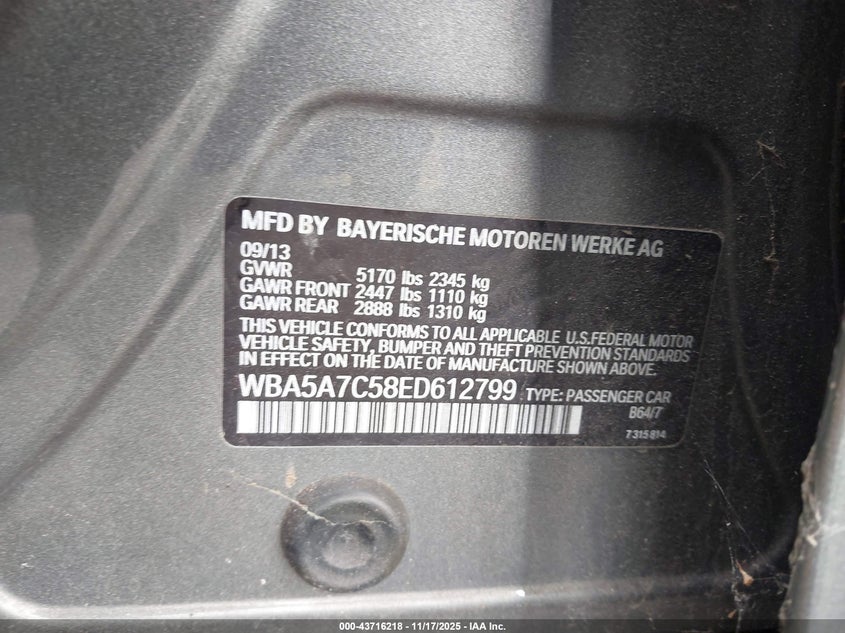 MFD BY BAYERISCHE MOTOREN WERKE AG
09/13
GVWR 5170 lbs 2345 kg
GAWR FRONT 2447 lbs 1110 kg
GAWR REAR 2888 lbs 1310 kg
THIS VEHICLE CONFORMS TO ALL APPLICABLE U.S.FEDERAL MOTOR
VEHICLE SAFETY, BUMPER AND THEFT PREVENTION STANDARDS
IN EFFECT ON THE DATE OF MANUFACTURE SHOWN ABOVE.
WBA5A7C58ED612799 TYPE: PASSENGER CAR
B64/7
7315814
000-43716218 - 11/17/2025 - IAA Inc.